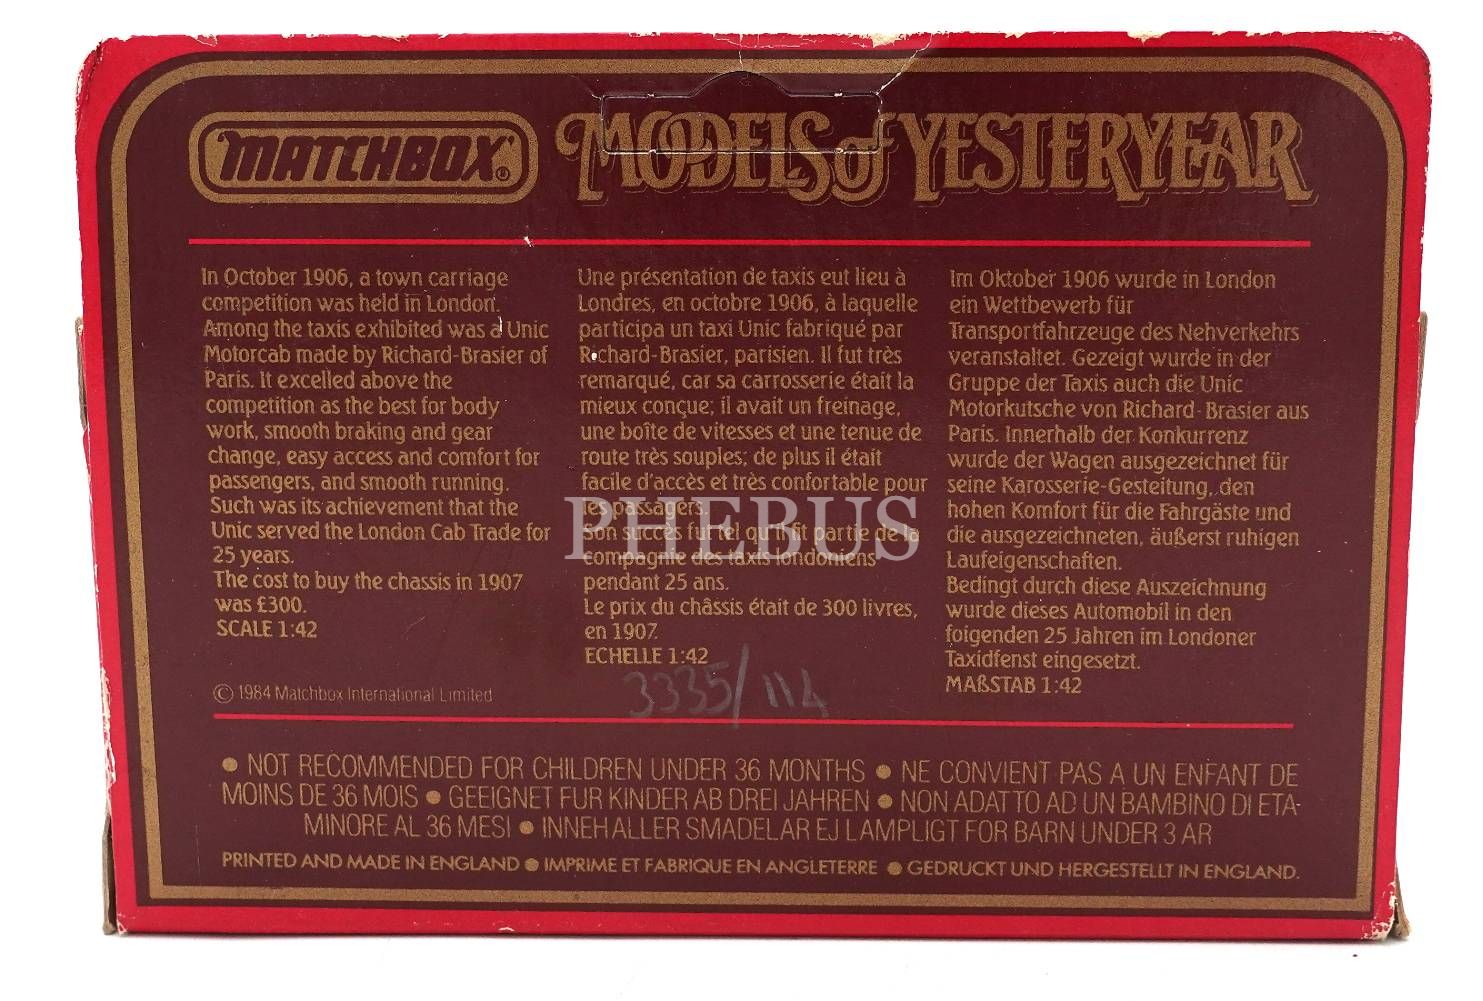 MATCHBOX®
MODELS of YESTERYEAR
In October 1906, a town carriage
competition was held in London.
Among the taxis exhibited was a Unic
Motorcab made by Richard-Brasier of
Paris. It excelled above the
competition as the best for body
work, smooth braking and gear
change, easy access and comfort for
passengers, and smooth running.
Such was its achievement that the
Unic served the London Cab Trade for
25 years.
The cost to buy the chassis in 1907
was £300.
SCALE 1:42
© 1984 Matchbox International Limited
Une présentation de taxis eut lieu à
Londres, en octobre 1906, à laquelle
participa un taxi Unic fabriqué par
Richard-Brasier, parisien. Il fut très
remarqué, car sa carrosserie était la
mieux conçue; il avait un freinage,
une boîte de vitesses et une tenue de
route très souples; de plus il était
facile d'accès et très confortable pour
les passagers.
Son succès fut tel qu'il fit partie de la
compagnie des taxis londoniens
pendant 25 ans.
Le prix du châssis était de 300 livres,
en 1907.
ECHELLE 1:42
Im Oktober 1906 wurde in London
ein Wettbewerb für
Transportfahrzeuge des Nehverkehrs
veranstaltet. Gezeigt wurde in der
Gruppe der Taxis auch die Unic
Motorkutsche von Richard-Brasier aus
Paris. Innerhalb der Konkurrenz
wurde der Wagen ausgezeichnet für
seine Karosserie-Gesteitung, den
hohen Komfort für die Fahrgäste und
die ausgezeichneten, äußerst ruhigen
Laufeigenschaften.
Bedingt durch diese Auszeichnung
wurde dieses Automobil in den
foigenden 25 Jahren im Londoner
Taxidfenst eingesetzt.
MAßSTAB 1:42
PHEBUS
3335/114
• NOT RECOMMENDED FOR CHILDREN UNDER 36 MONTHS • NE CONVIENT PAS A UN ENFANT DE
MOINS DE 36 MOIS • GEEIGNET FUR KINDER AB DREI JAHREN • NON ADATTO AD UN BAMBINO DI ETA-
MINORE AL 36 MESI • INNEHALLER SMADELAR EJ LAMPLIGT FOR BARN UNDER 3 AR
PRINTED AND MADE IN ENGLAND • IMPRIME ET FABRIQUE EN ANGLETERRE • GEDRUCKT UND HERGESTELLT IN ENGLAND.